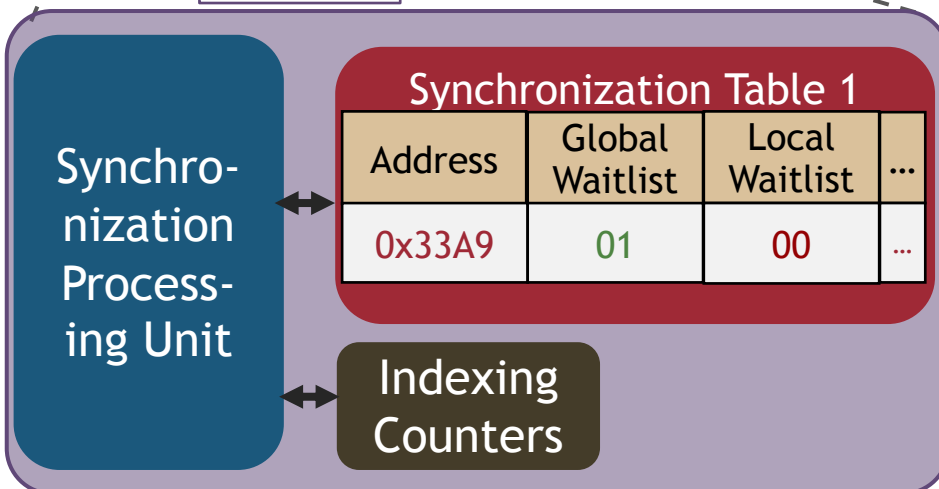 Synchro-
nization
Process-
ing Unit
Synchronization Table 1
Address
Global
Waitlist
Local
Waitlist
...
0x33A9
01
00
...
Indexing
Counters